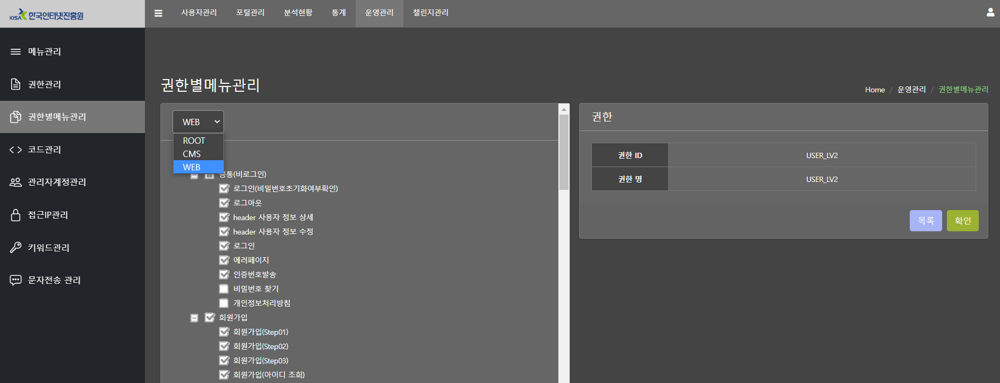 KISA 한국인터넷진흥원
사용자관리
포털관리
분석현황
통계
운영관리
챌린지관리
메뉴관리
권한관리
권한별메뉴관리
코드관리
관리자계정관리
접근IP관리
키워드관리
문자전송 관리
권한별메뉴관리
Home / 운영관리 / 권한별메뉴관리
WEB
ROOT
CMS
WEB
공통(비로그인)
로그인(비밀번호초기화여부확인)
로그아웃
header 사용자 정보 상세
header 사용자 정보 수정
로그인
에러페이지
인증번호발송
비밀번호 찾기
개인정보처리방침
회원가입
회원가입(Step01)
회원가입(Step02)
회원가입(Step03)
회원가입(아이디 조회)
권한
권한 ID USER_LV2
권한 명 USER_LV2
목록
확인